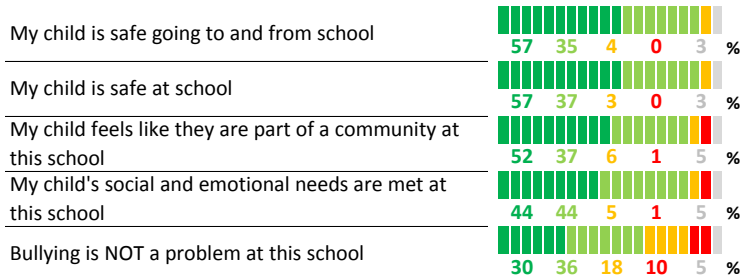 My child is safe going to and from school
57 35 4 0 3 %
My child is safe at school
57 37 3 0 3 %
My child feels like they are part of a community at
this school
52 37 6 1 5 %
My child's social and emotional needs are met at
this school
44 44 5 1 5 %
Bullying is NOT a problem at this school
30 36 18 10 5 %